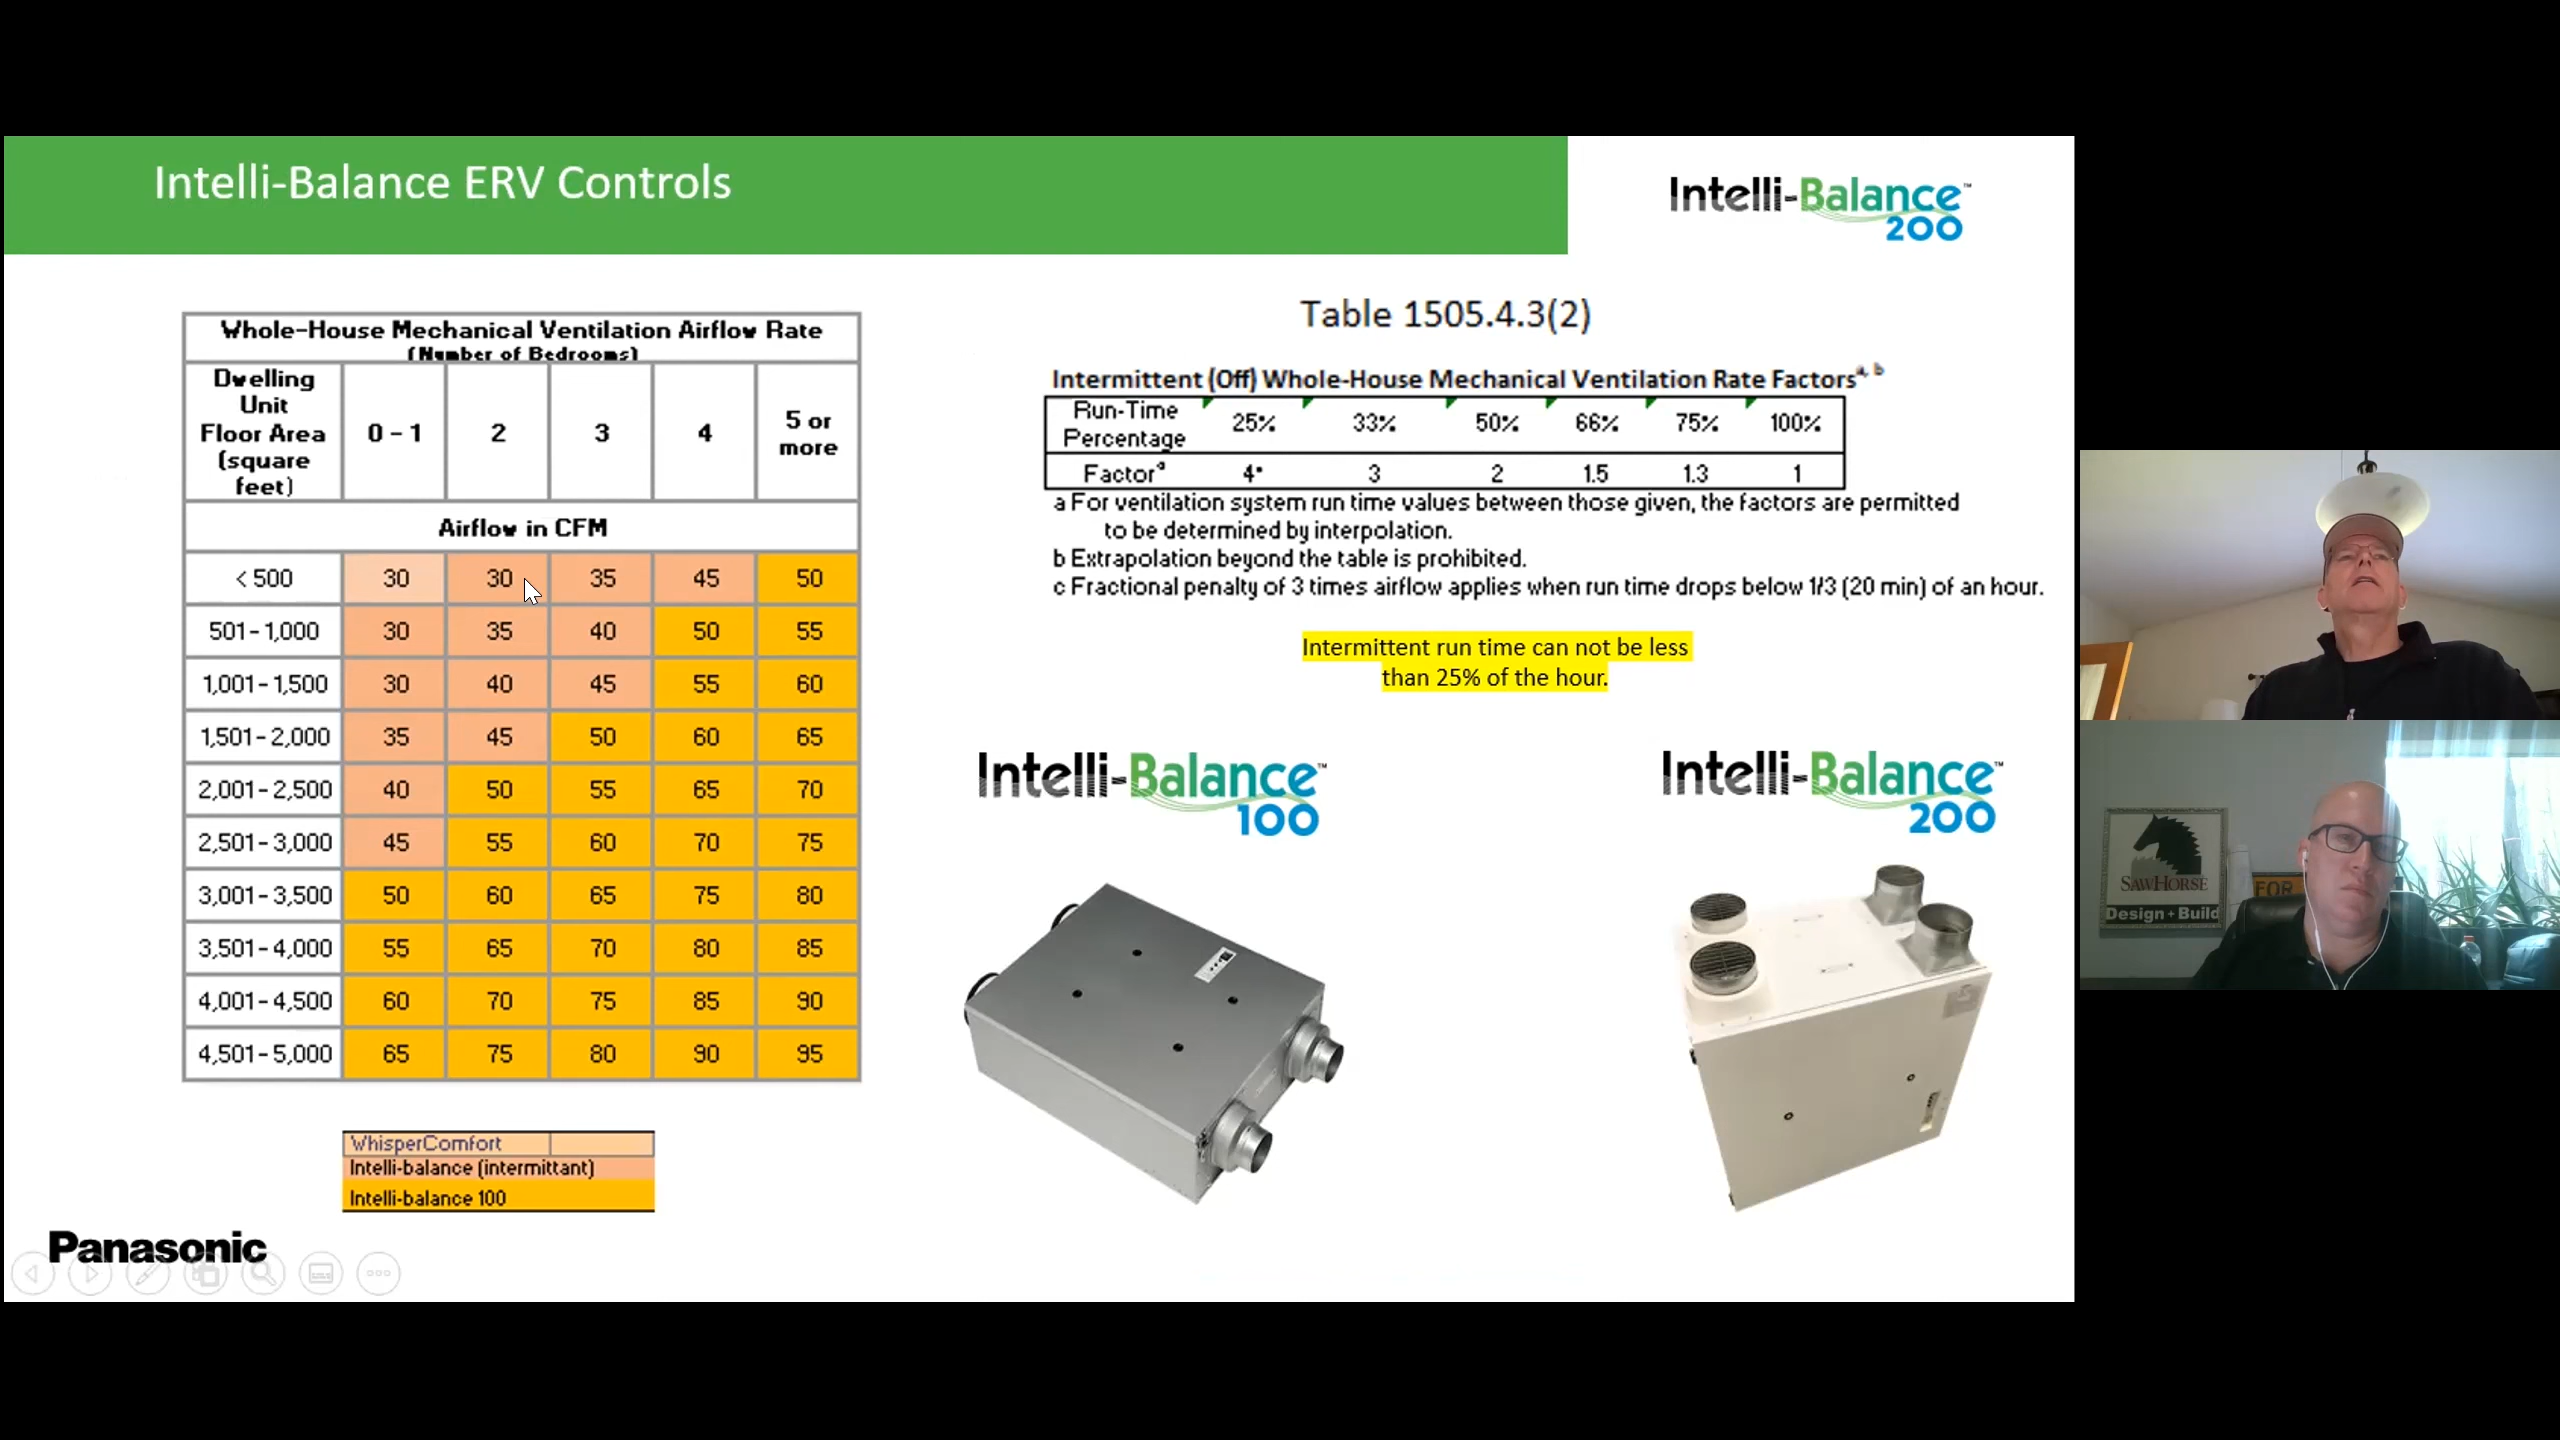 Intelli-Balance ERV Controls
Intelli-Balance™
200
Whole-House Mechanical Ventilation Airflow Rate
(Number of Bedrooms)
Dwelling Unit Floor Area (square feet) 0 - 1 2 3 4 5 or more
Airflow in CFM
< 500 30 30 35 45 50
501 - 1,000 30 35 40 50 55
1,001 - 1,500 30 40 45 55 60
1,501 - 2,000 35 45 50 60 65
2,001 - 2,500 40 50 55 65 70
2,501 - 3,000 45 55 60 70 75
3,001 - 3,500 50 60 65 75 80
3,501 - 4,000 55 65 70 80 85
4,001 - 4,500 60 70 75 85 90
4,501 - 5,000 65 75 80 90 95
WhisperComfort
Intelli-balance (intermittant)
Intelli-balance 100
Panasonic
Table 1505.4.3(2)
Intermittent (Off) Whole-House Mechanical Ventilation Rate Factors a, b
Run-Time Percentage 25% 33% 50% 66% 75% 100%
Factor a 4* 3 2 1.5 1.3 1
a For ventilation system run time values between those given, the factors are permitted
to be determined by interpolation.
b Extrapolation beyond the table is prohibited.
c Fractional penalty of 3 times airflow applies when run time drops below 1/3 (20 min) of an hour.
Intermittent run time can not be less
than 25% of the hour.
Intelli-Balance™
100
Intelli-Balance™
200
SAWHORSE
Design + Build
FOR